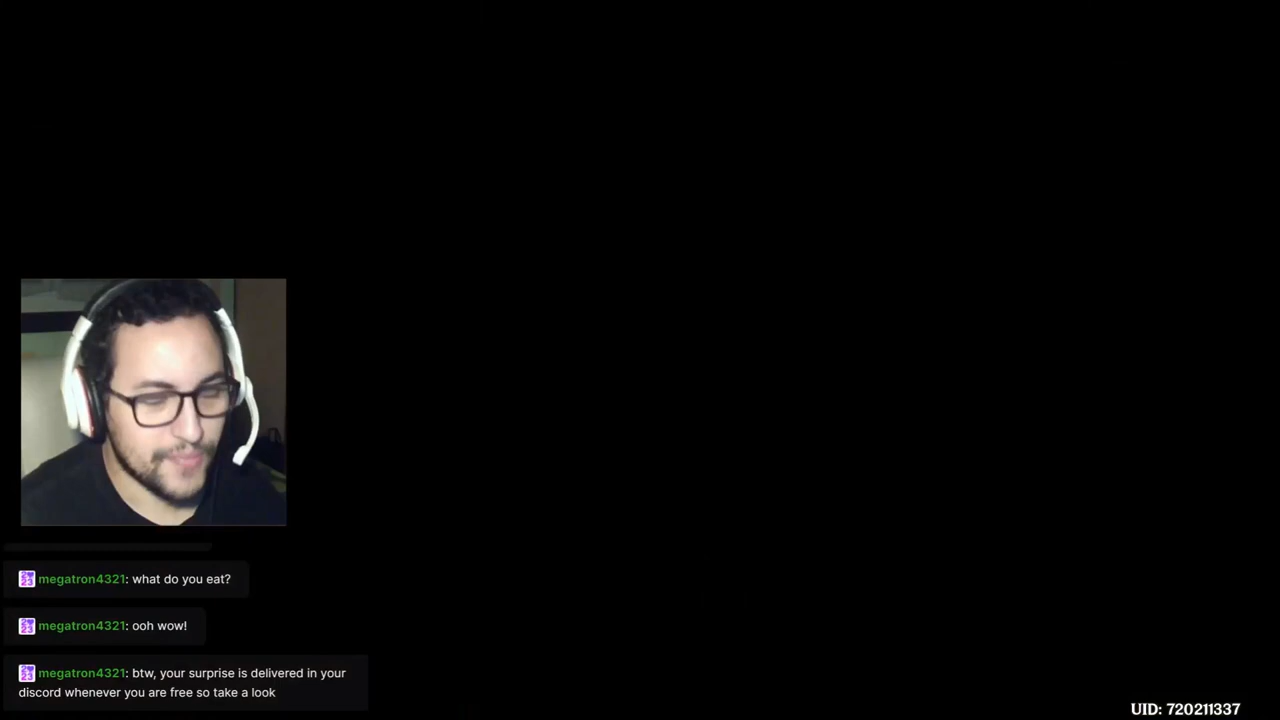 megatron4321: what do you eat?
megatron4321: ooh wow!
megatron4321: btw, your surprise is delivered in your
discord whenever you are free so take a look
UID: 720211337